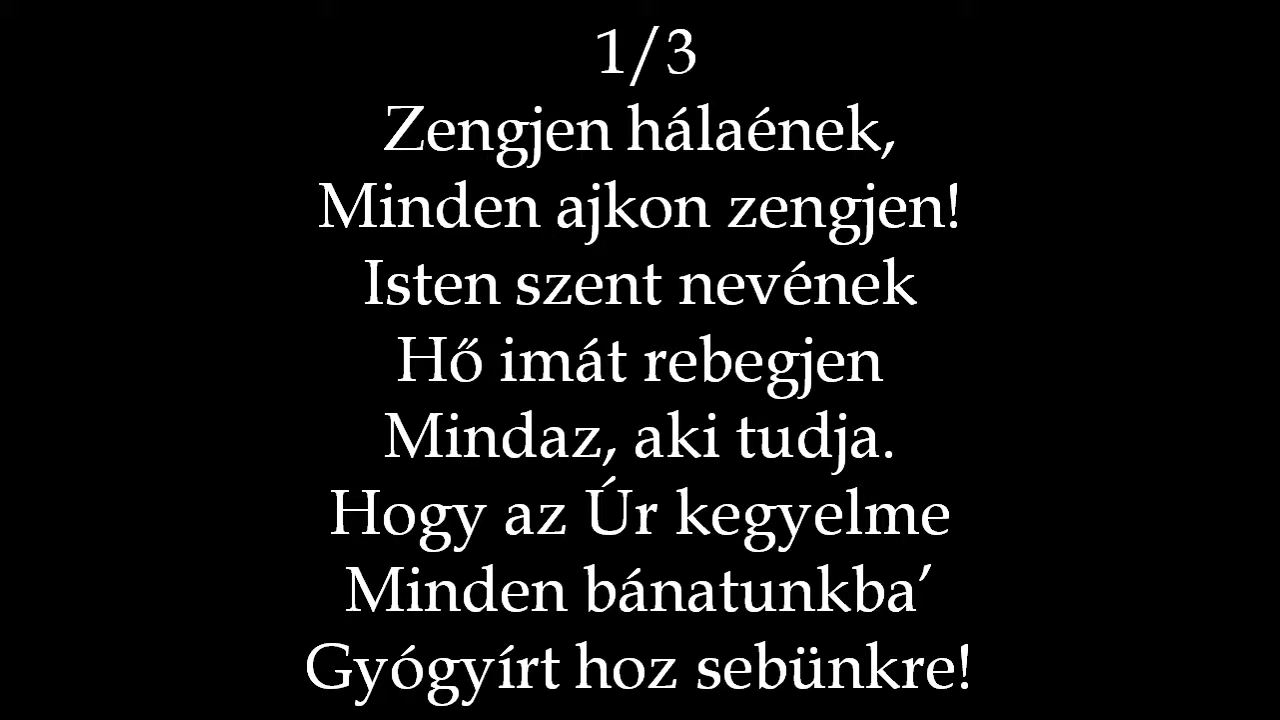 1/3
Zengjen hálaének,
Minden ajkon zengjen!
Isten szent nevének
Hő imát rebegjen
Mindaz, aki tudja.
Hogy az Úr kegyelme
Minden bánatunkba’
Gyógyírt hoz sebünkre!